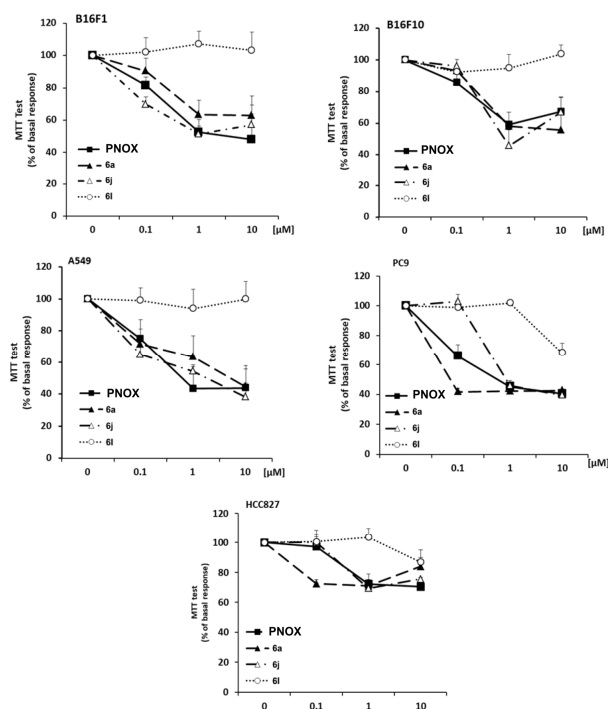 B16F1
MTT Test
(% of basal response)
120
100
80
60
40
20
0
PNOX
6a
6j
6l
0 0.1 1 10 [µM]
B16F10
MTT Test
(% of basal response)
120
100
80
60
40
20
0
PNOX
6a
6j
6l
0 0.1 1 10 [µM]
A549
MTT test
(% of basal response)
120
100
80
60
40
20
0
PNOX
6a
6j
6l
0 0.1 1 10 [µM]
PC9
MTT test
(% of basal response)
120
100
80
60
40
20
0
PNOX
6a
6j
6l
0 0.1 1 10 [µM]
HCC827
MTT test
(% of basal response)
120
100
80
60
40
20
0
PNOX
6a
6j
6l
0 0.1 1 10